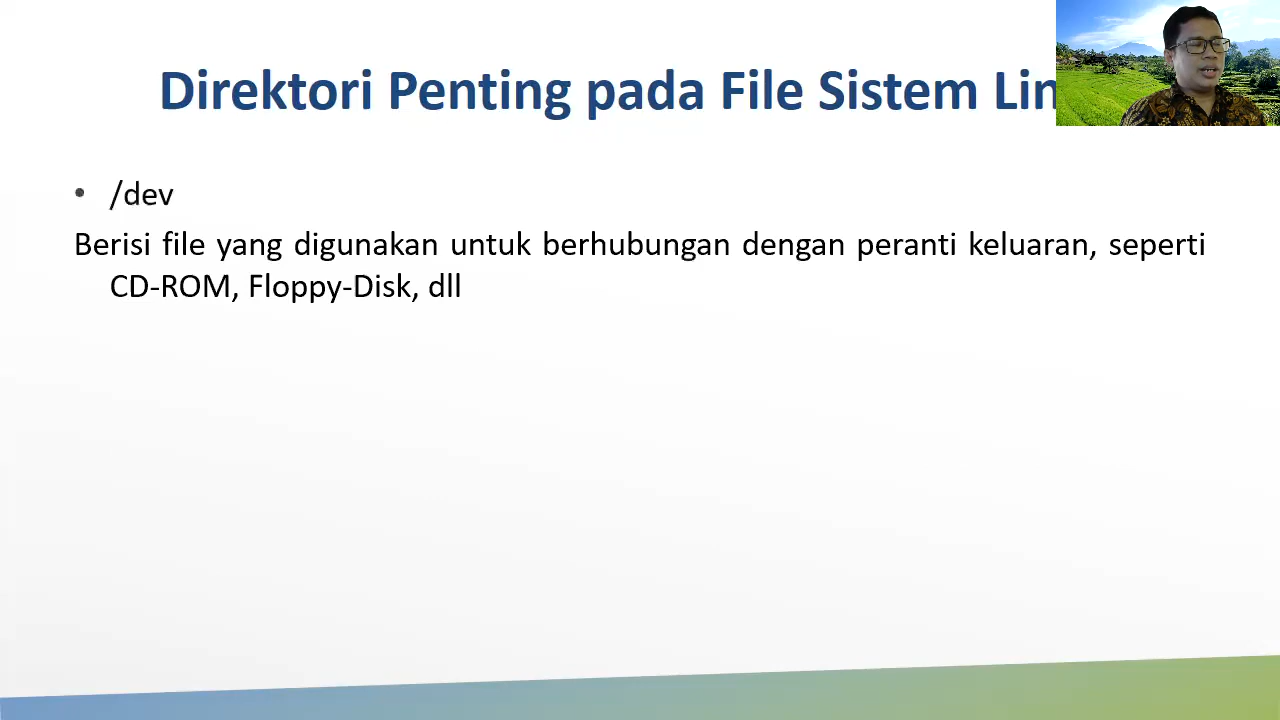 Direktori Penting pada File Sistem Lin
• /dev
Berisi file yang digunakan untuk berhubungan dengan peranti keluaran, seperti
CD-ROM, Floppy-Disk, dll